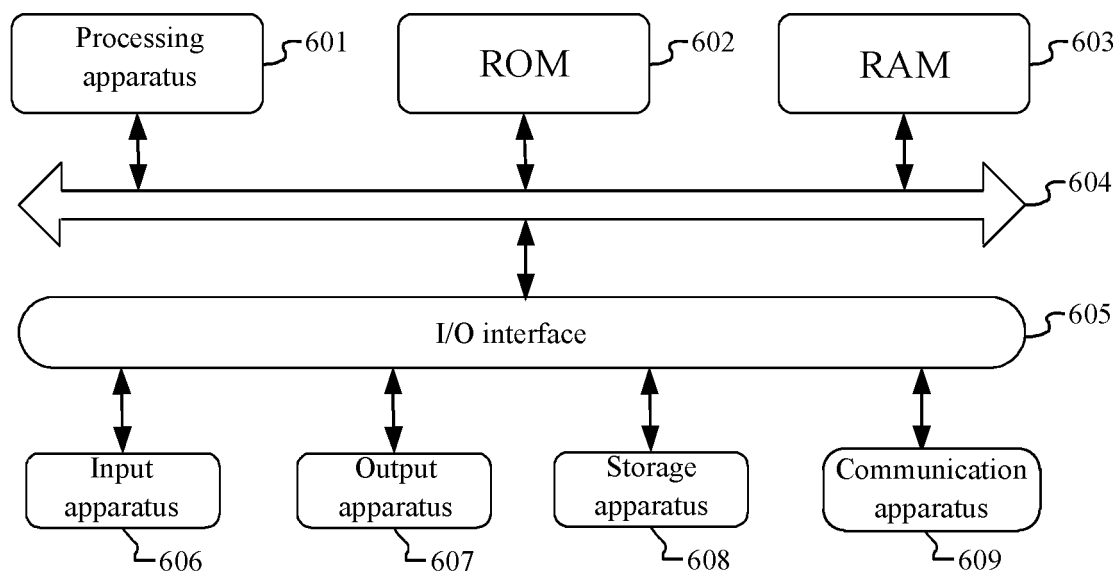 Processing
apparatus
601
ROM
602
RAM
603
604
I/O interface
605
Input
apparatus
606
Output
apparatus
607
Storage
apparatus
608
Communication
apparatus
609